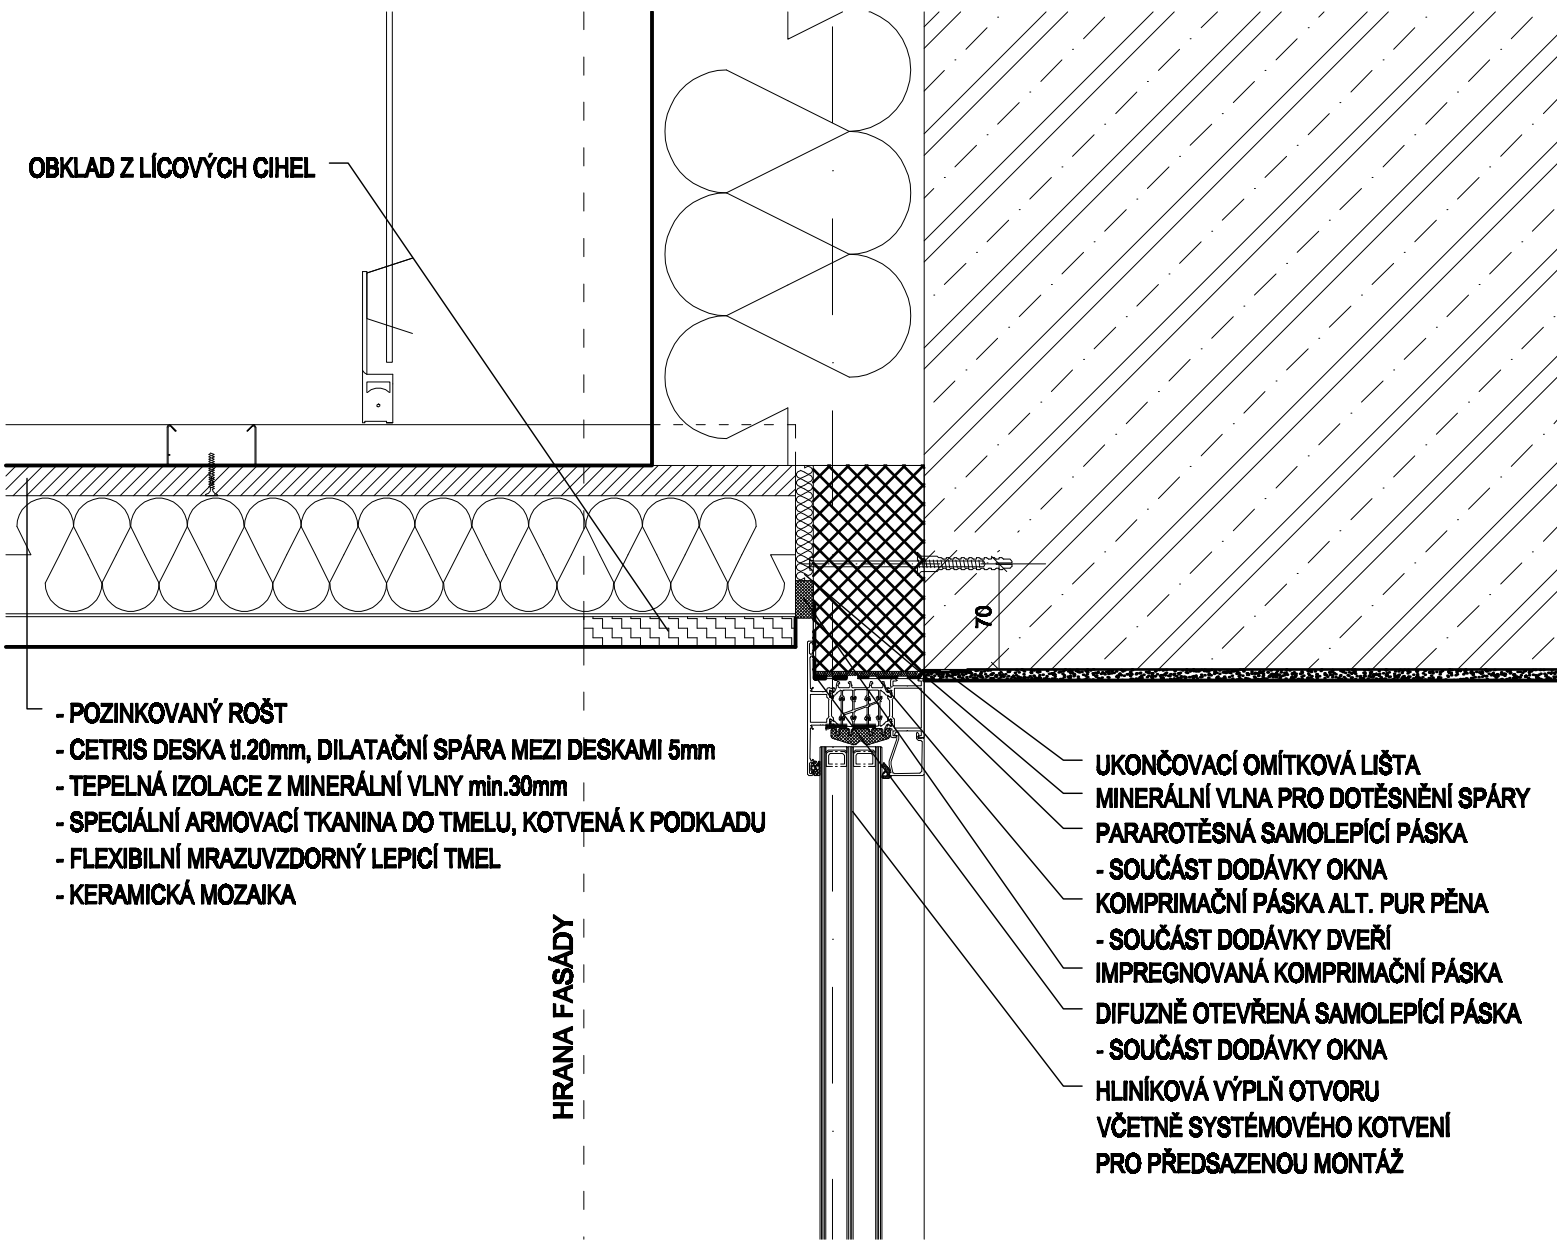 OBKLAD Z LÍCOVÝCH CIHEL
70
- POZINKOVANÝ ROŠT
- CETRIS DESKA tl.20mm, DILATAČNÍ SPÁRA MEZI DESKAMI 5mm
- TEPELNÁ IZOLACE Z MINERÁLNÍ VLNY min.30mm
- SPECIÁLNÍ ARMOVACÍ TKANINA DO TMELU, KOTVENÁ K PODKLADU
- FLEXIBILNÍ MRAZUVZDORNÝ LEPICÍ TMEL
- KERAMICKÁ MOZAIKA
HRANA FASÁDY
UKONČOVACÍ OMÍTKOVÁ LIŠTA
MINERÁLNÍ VLNA PRO DOTĚSNĚNÍ SPÁRY
PARAROTĚSNÁ SAMOLEPÍCÍ PÁSKA
- SOUČÁST DODÁVKY OKNA
KOMPRIMAČNÍ PÁSKA ALT. PUR PĚNA
- SOUČÁST DODÁVKY DVEŘÍ
IMPREGNOVANÁ KOMPRIMAČNÍ PÁSKA
DIFUZNĚ OTEVŘENÁ SAMOLEPÍCÍ PÁSKA
- SOUČÁST DODÁVKY OKNA
HLINÍKOVÁ VÝPLŇ OTVORU
VČETNĚ SYSTÉMOVÉHO KOTVENÍ
PRO PŘEDSAZENOU MONTÁŽ